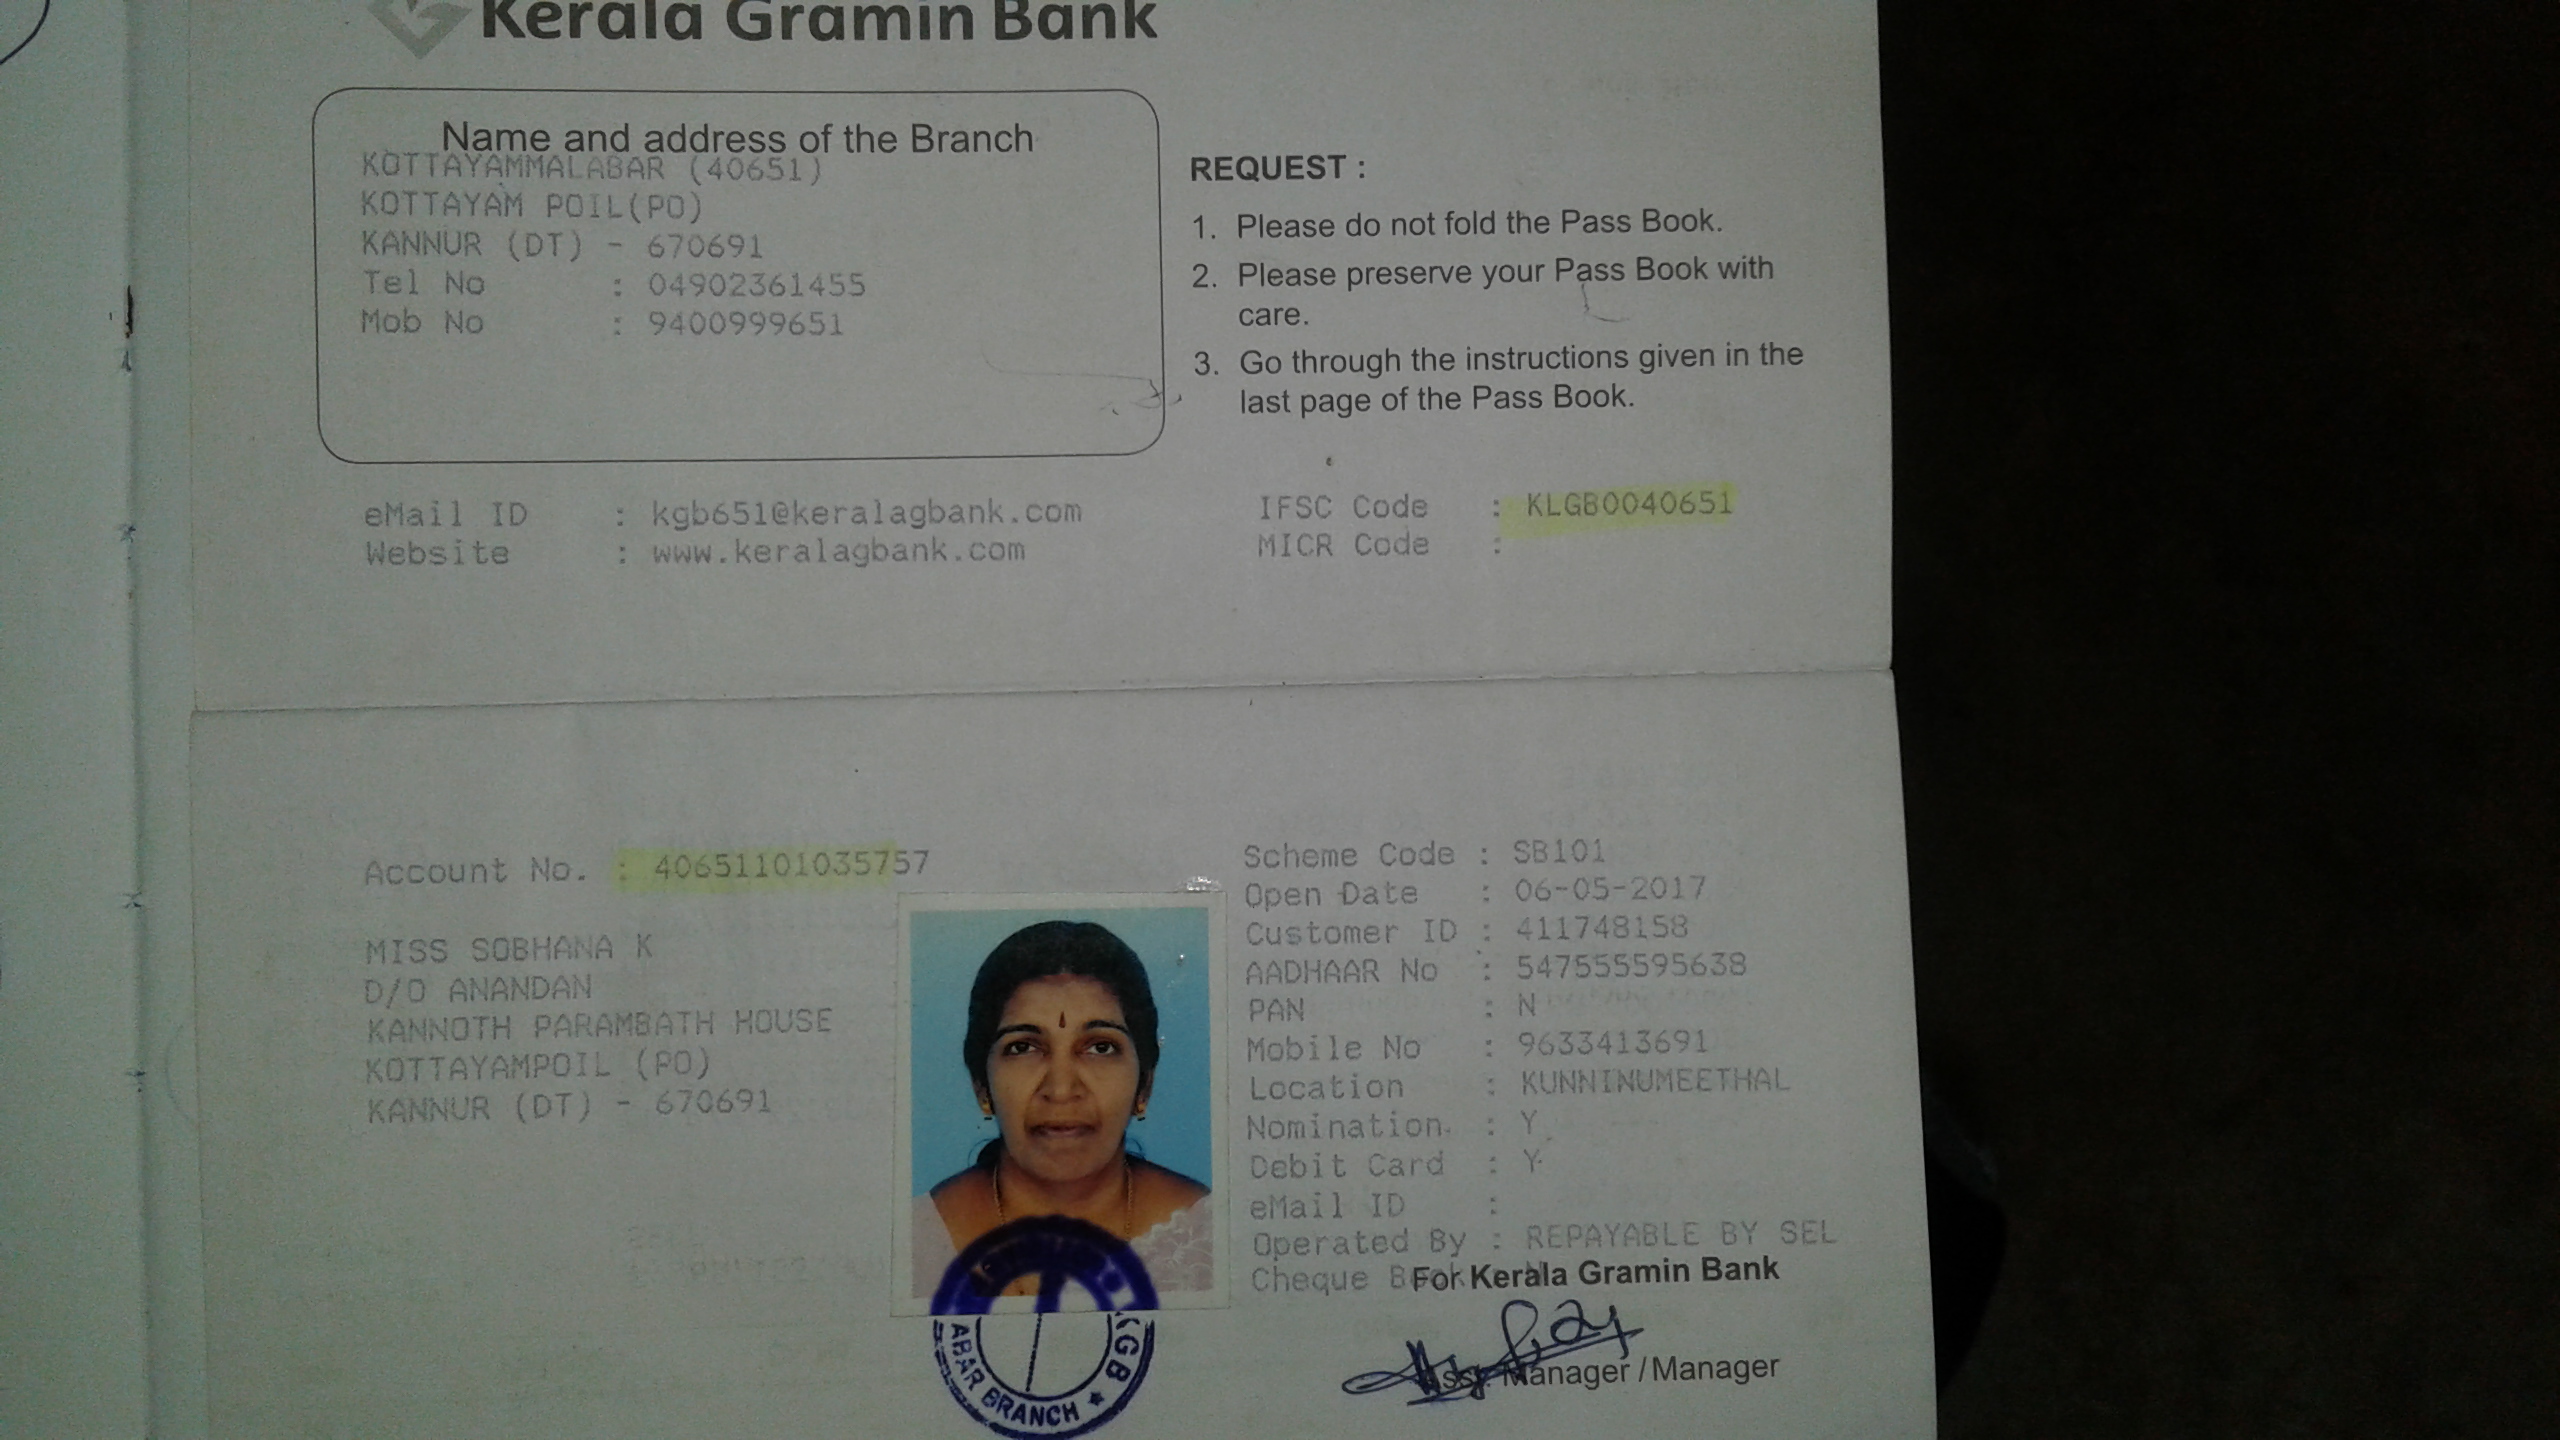 Kerala Gramin Bank
Name and address of the Branch
KOTTAYAMMALABAR (40651)
KOTTAYAM POIL(PO)
KANNUR (DT) - 670691
Tel No : 04902361455
Mob No : 9400999651
REQUEST :
1. Please do not fold the Pass Book.
2. Please preserve your Pass Book with
care.
3. Go through the instructions given in the
last page of the Pass Book.
eMail ID : kgb651@keralagbank.com IFSC Code : KLGB0040651
Website : www.keralagbank.com MICR Code :
Account No. : 40651101035757
MISS SOBHANA K
D/O ANANDAN
KANNOTH PARAMBATH HOUSE
KOTTAYAMPOIL (PO)
KANNUR (DT) - 670691
Scheme Code : SB101
Open Date : 06-05-2017
Customer ID : 411748158
AADHAAR No : 547555595638
PAN : N
Mobile No : 9633413691
Location : KUNNINUMEETHAL
Nomination. : Y
Debit Card : Y
eMail ID :
Operated By : REPAYABLE BY SEL
Cheque
For Kerala Gramin Bank
Manager / Manager
BAR BRANCH ★ GB